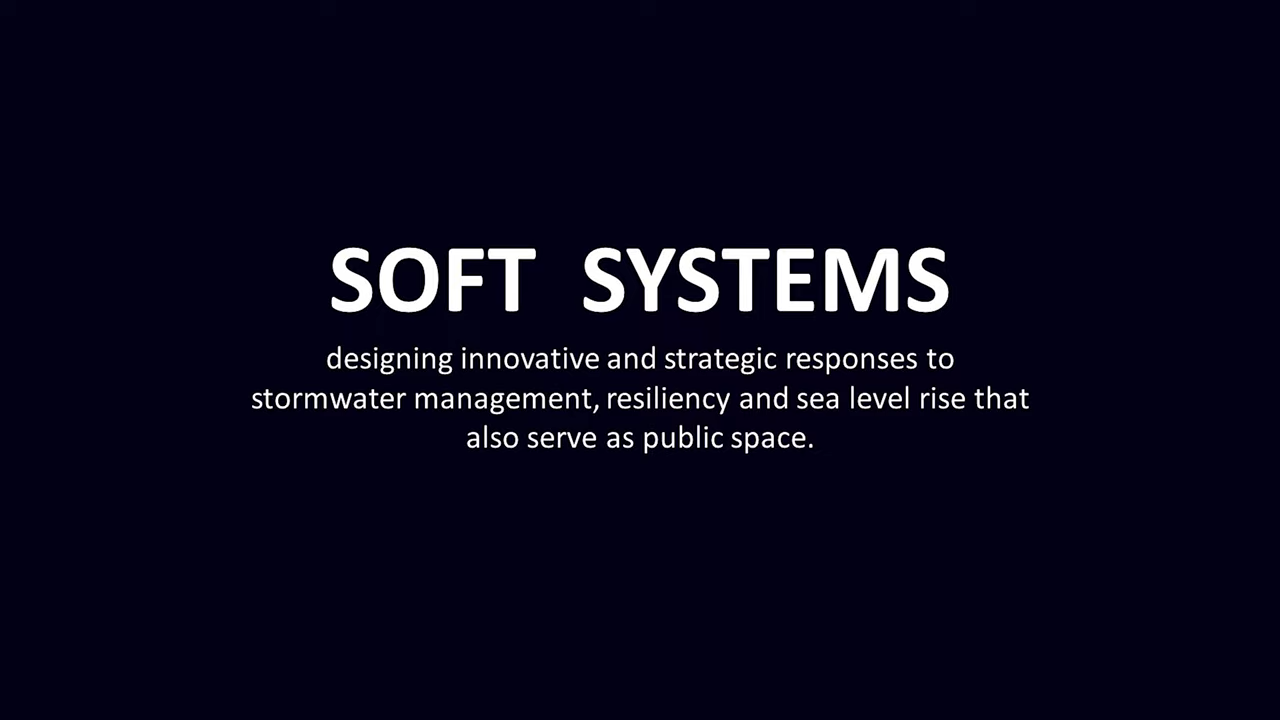 SOFT SYSTEMS
designing innovative and strategic responses to
stormwater management, resiliency and sea level rise that
also serve as public space.